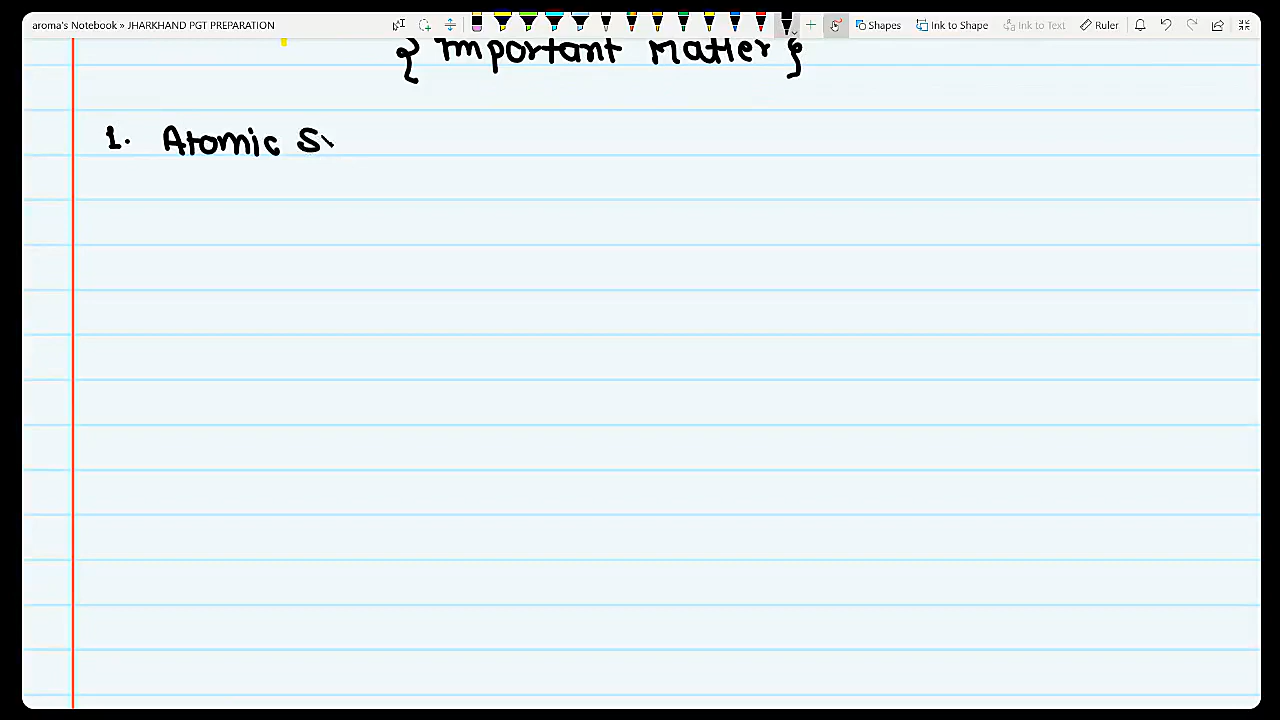 aroma's Notebook » JHARKHAND PGT PREPARATION Shapes Ink to Shape Ink to Text Ruler
{ Important Matter }
1. Atomic S